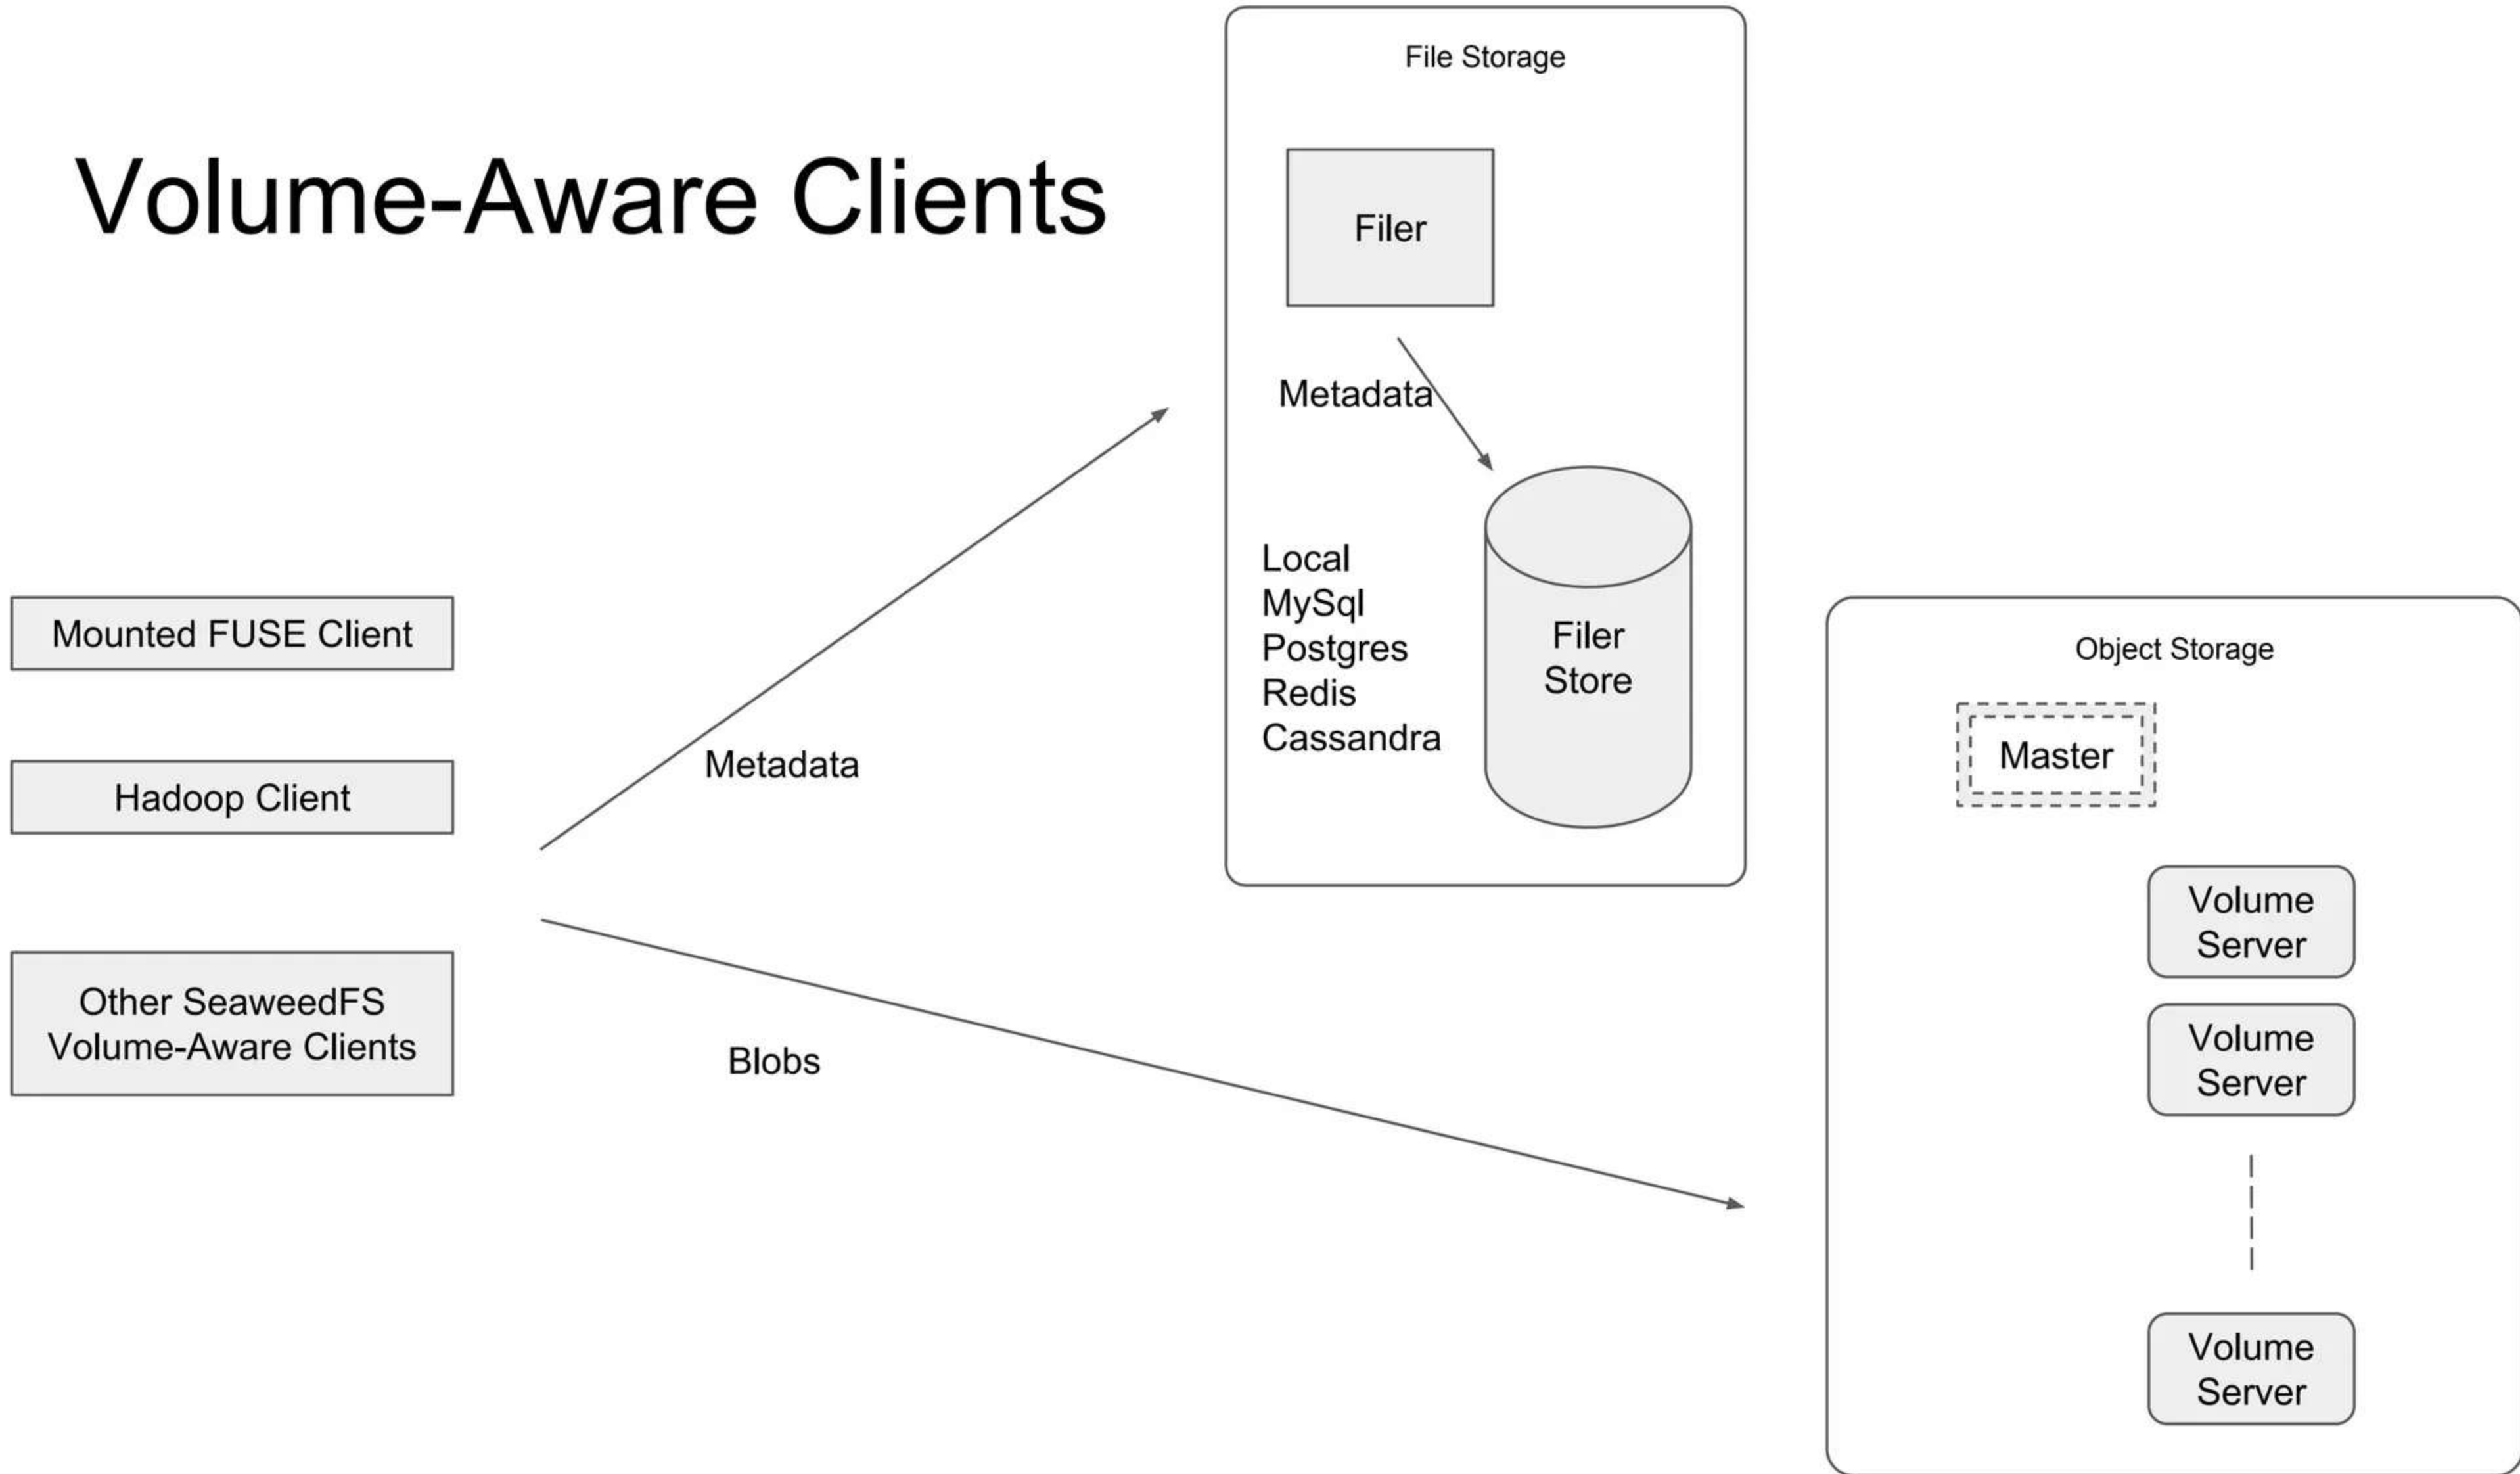 Volume-Aware Clients
Mounted FUSE Client
Hadoop Client
Other SeaweedFS
Volume-Aware Clients
Metadata
Blobs
File Storage
Filer
Metadata
Local
MySql
Postgres
Redis
Cassandra
Filer
Store
Object Storage
Master
Volume
Server
Volume
Server
Volume
Server